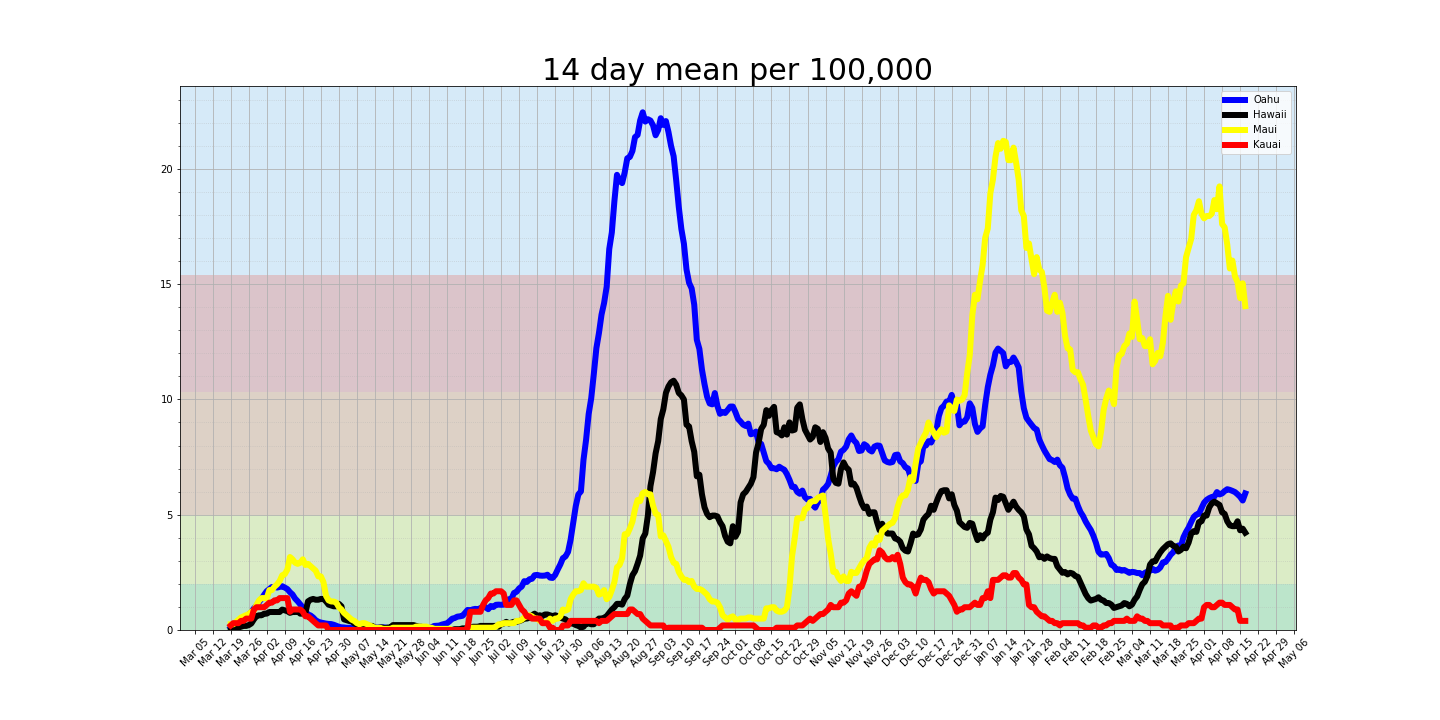 14 day mean per 100,000
Oahu
Hawaii
Maui
Kauai
20
15
10
5
0
Mar 05
Mar 12
Mar 19
Mar 26
Apr 02
Apr 09
Apr 16
Apr 23
Apr 30
May 07
May 14
May 21
May 28
Jun 04
Jun 11
Jun 18
Jun 25
Jul 02
Jul 09
Jul 16
Jul 23
Jul 30
Aug 06
Aug 13
Aug 20
Aug 27
Sep 03
Sep 10
Sep 17
Sep 24
Oct 01
Oct 08
Oct 15
Oct 22
Oct 29
Nov 05
Nov 12
Nov 19
Nov 26
Dec 03
Dec 10
Dec 17
Dec 24
Dec 31
Jan 07
Jan 14
Jan 21
Jan 28
Feb 04
Feb 11
Feb 18
Feb 25
Mar 04
Mar 11
Mar 18
Mar 25
Apr 01
Apr 08
Apr 15
Apr 22
Apr 29
May 06